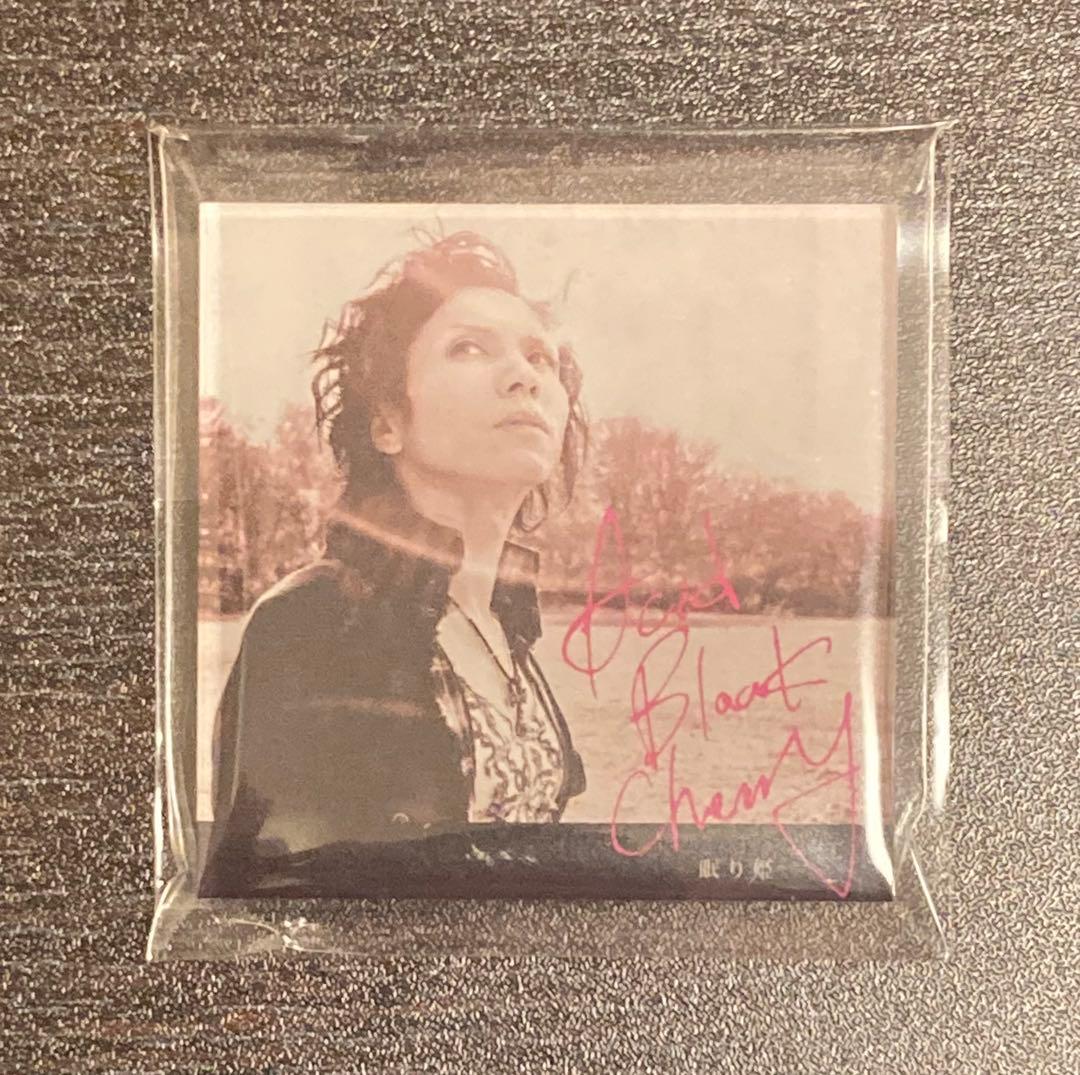 Acid
Black
Cherry
眠り姫